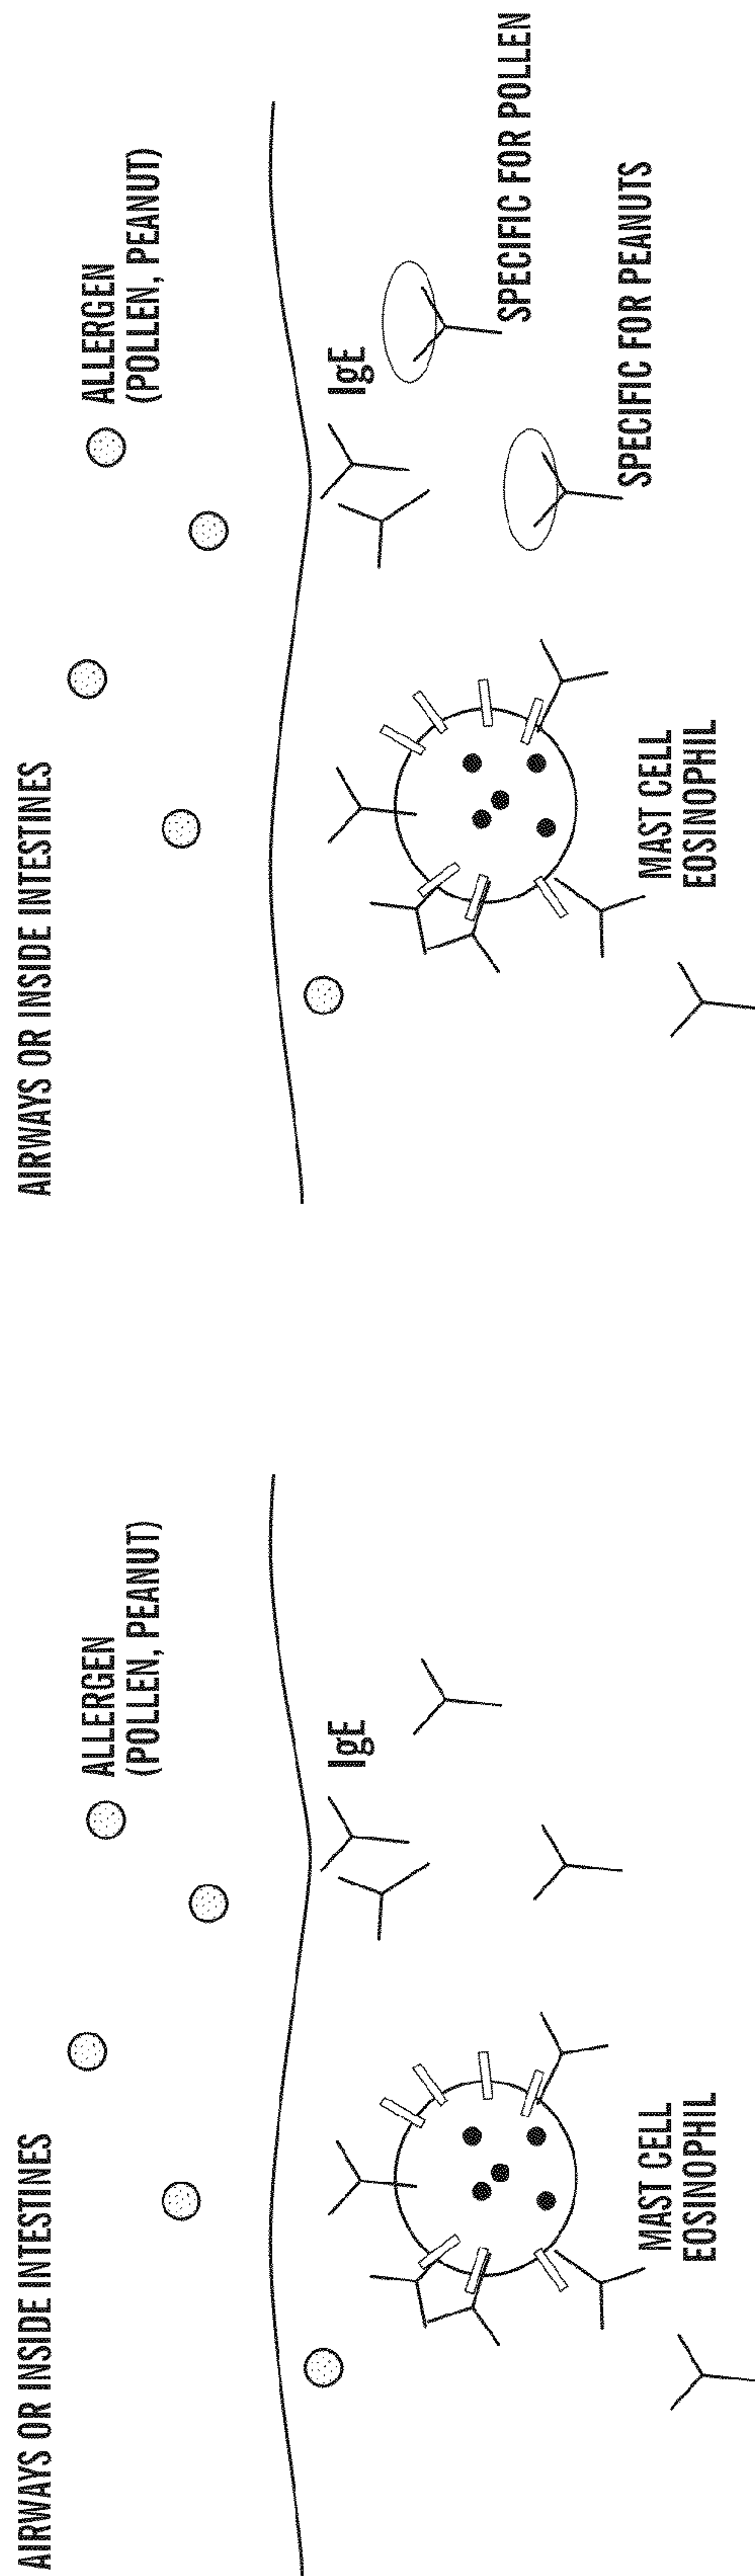 AIRWAYS OR INSIDE INTESTINES
ALLERGEN
(POLLEN, PEANUT)
IgE
MAST CELL
EOSINOPHIL
AIRWAYS OR INSIDE INTESTINES
ALLERGEN
(POLLEN, PEANUT)
IgE
SPECIFIC FOR POLLEN
SPECIFIC FOR PEANUTS
MAST CELL
EOSINOPHIL